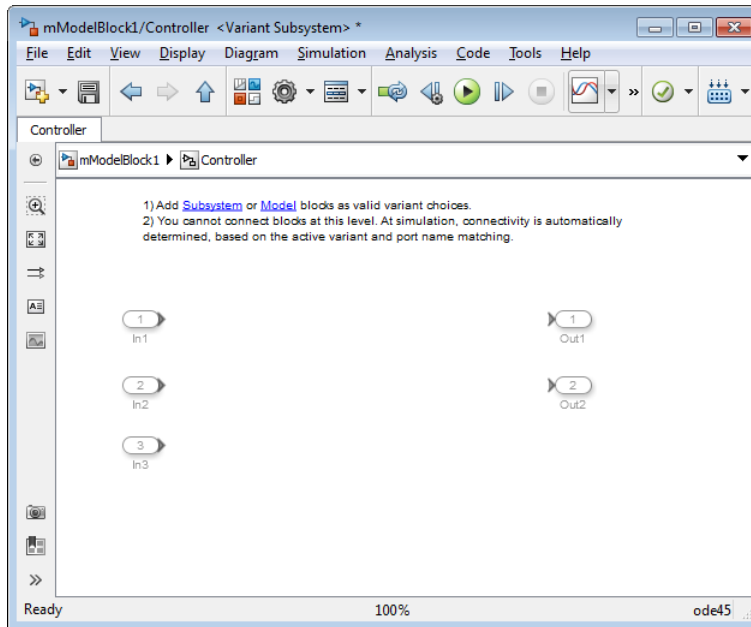 mModelBlock1/Controller <Variant Subsystem> *
File Edit View Display Diagram Simulation Analysis Code Tools Help
»
Controller
mModelBlock1 Controller
1) Add Subsystem or Model blocks as valid variant choices.
2) You cannot connect blocks at this level. At simulation, connectivity is automatically
determined, based on the active variant and port name matching.
1 1
In1 Out1
2 2
In2 Out2
3
In3
»
Ready 100% ode45